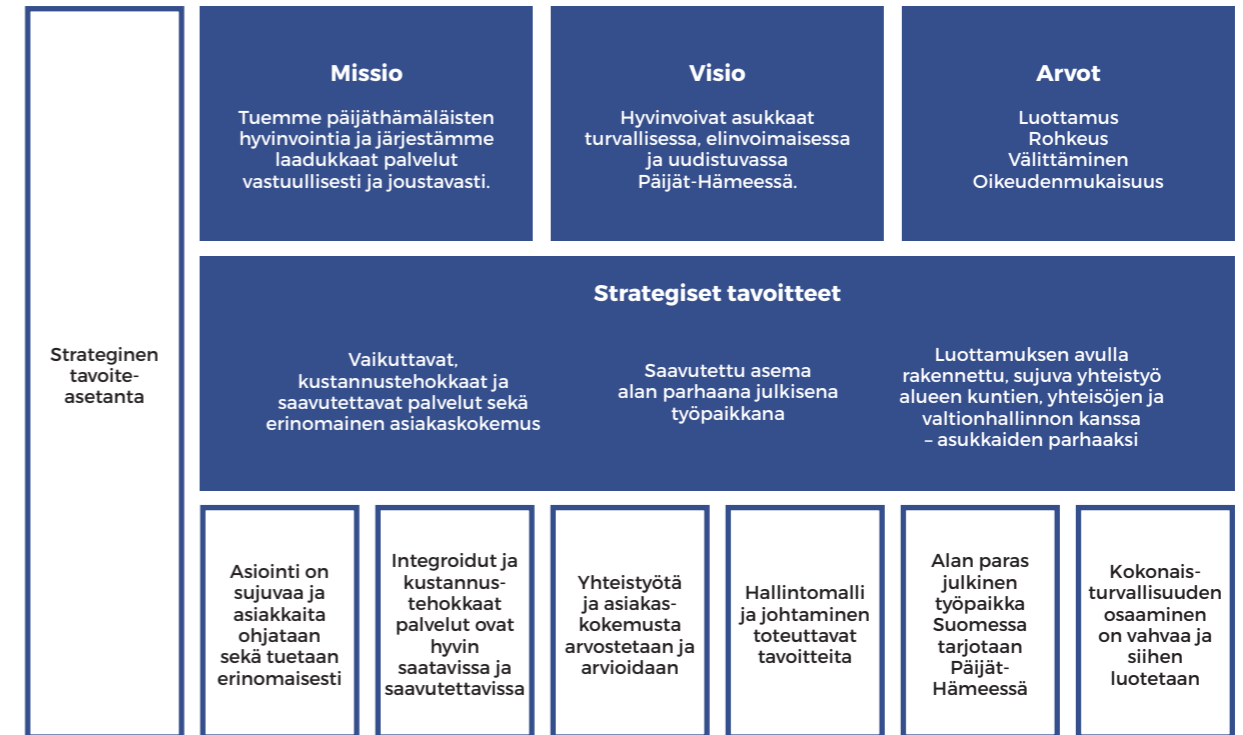 Strateginen
tavoite-
asetanta
Missio
Tuemme päijäthämäläisten
hyvinvointia ja järjestämme
laadukkaat palvelut
vastuullisesti ja joustavasti.
Visio
Hyvinvoivat asukkaat
turvallisessa, elinvoimaisessa
ja uudistuvassa
Päijät-Hämeessä.
Arvot
Luottamus
Rohkeus
Välittäminen
Oikeudenmukaisuus
Strategiset tavoitteet
Vaikuttavat,
kustannustehokkaat ja
saavutettavat palvelut sekä
erinomainen asiakaskokemus
Saavutettu asema
alan parhaana julkisena
työpaikkana
Luottamuksen avulla
rakennettu, sujuva yhteistyö
alueen kuntien, yhteisöjen ja
valtionhallinnon kanssa
– asukkaiden parhaaksi
Asiointi on
sujuvaa ja
asiakkaita
ohjataan
sekä tuetaan
erinomaisesti
Integroidut ja
kustannus-
tehokkaat
palvelut ovat
hyvin
saatavissa ja
saavutettavissa
Yhteistyötä
ja asiakas-
kokemusta
arvostetaan ja
arvioidaan
Hallintomalli
ja johtaminen
toteuttavat
tavoitteita
Alan paras
julkinen
työpaikka
Suomessa
tarjotaan
Päijät-
Hämeessä
Kokonais-
turvallisuuden
osaaminen
on vahvaa ja
siihen
luotetaan